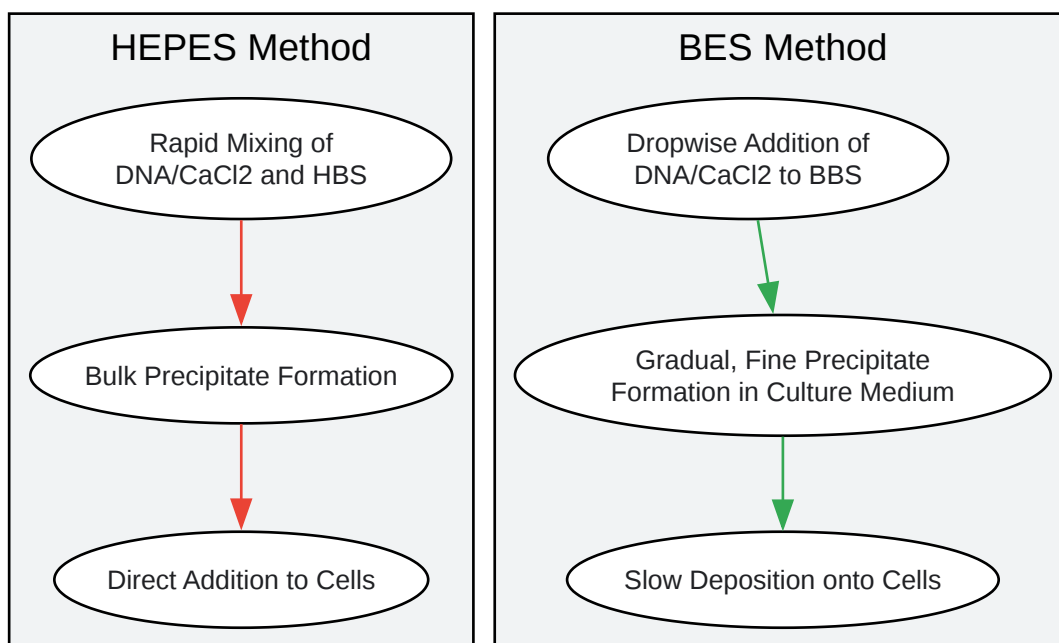 HEPES Method
Rapid Mixing of
DNA/CaCl2 and HBS
Bulk Precipitate Formation
Direct Addition to Cells
BES Method
Dropwise Addition of
DNA/CaCl2 to BBS
Gradual, Fine Precipitate
Formation in Culture Medium
Slow Deposition onto Cells